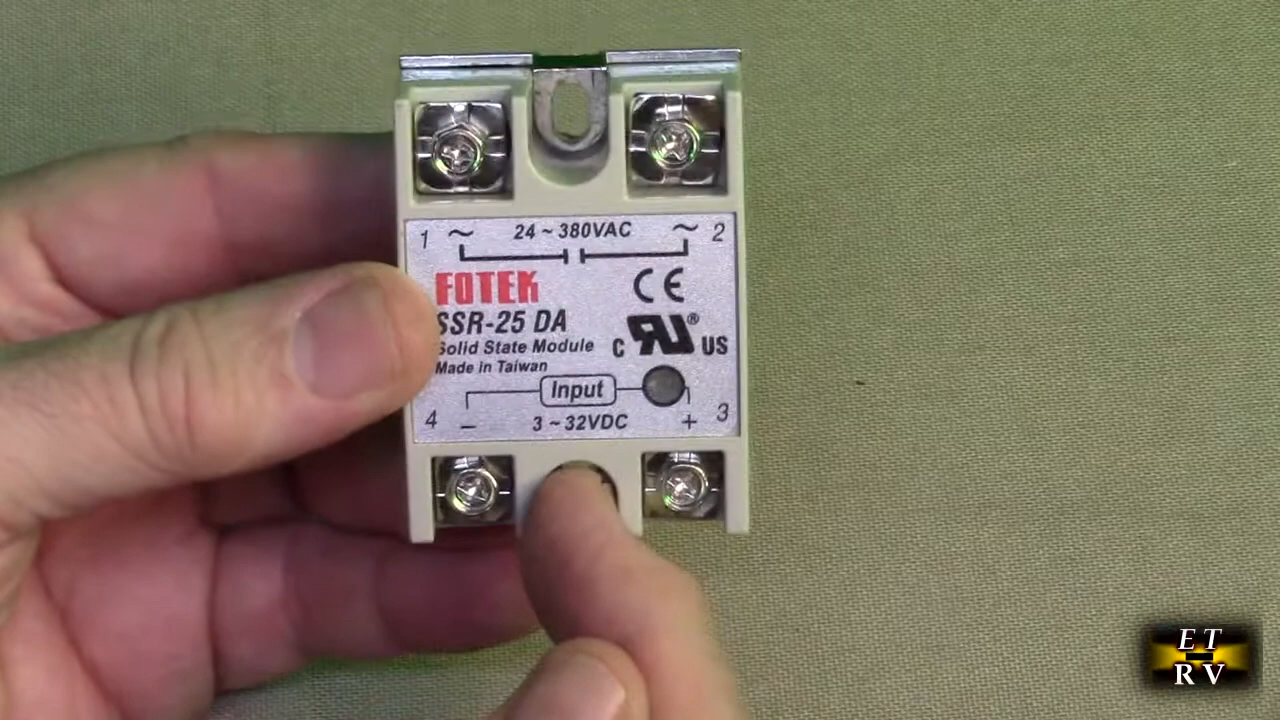 1 ~ 24 ~ 380VAC ~ 2
FOTEK CE
SSR-25 DA
Solid State Module C RU® US
Made in Taiwan
Input
4 − 3 ~ 32VDC + 3
ET
RV